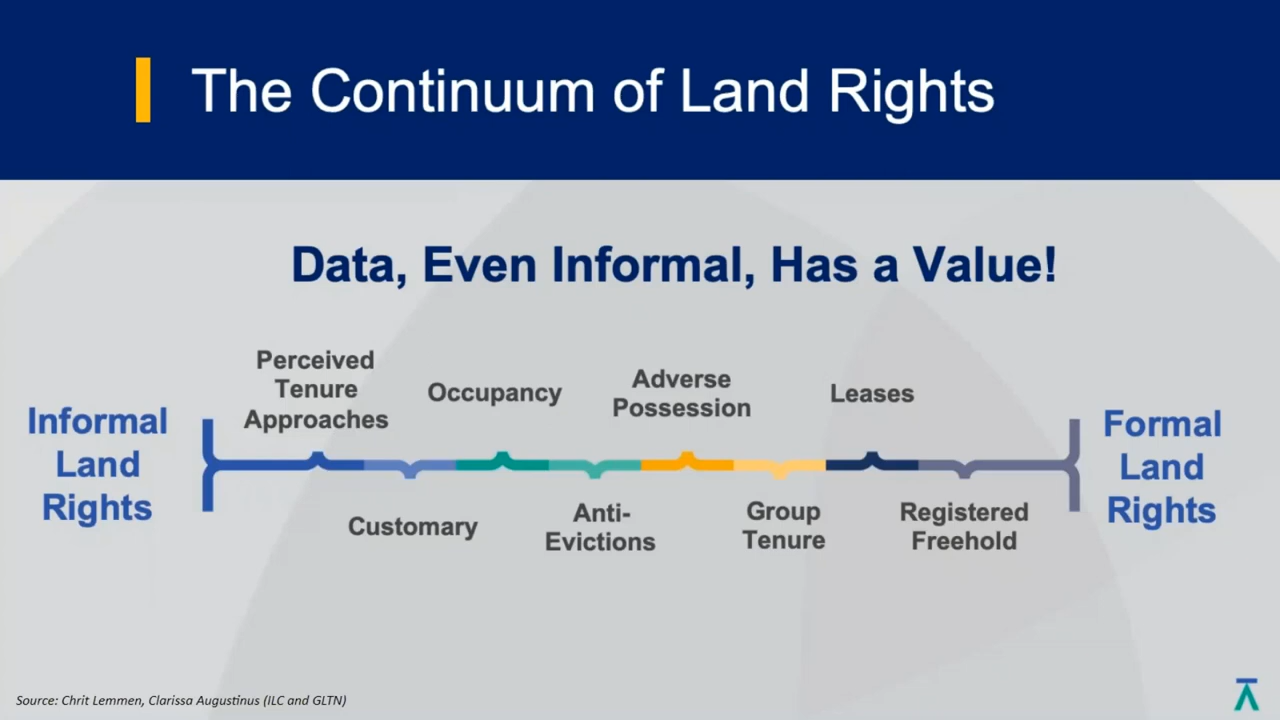 The Continuum of Land Rights
Data, Even Informal, Has a Value!
Informal
Land
Rights
Perceived
Tenure
Approaches
Customary
Occupancy
Anti-
Evictions
Adverse
Possession
Group
Tenure
Leases
Registered
Freehold
Formal
Land
Rights
Source: Chrit Lemmen, Clarissa Augustinus (ILC and GLTN)